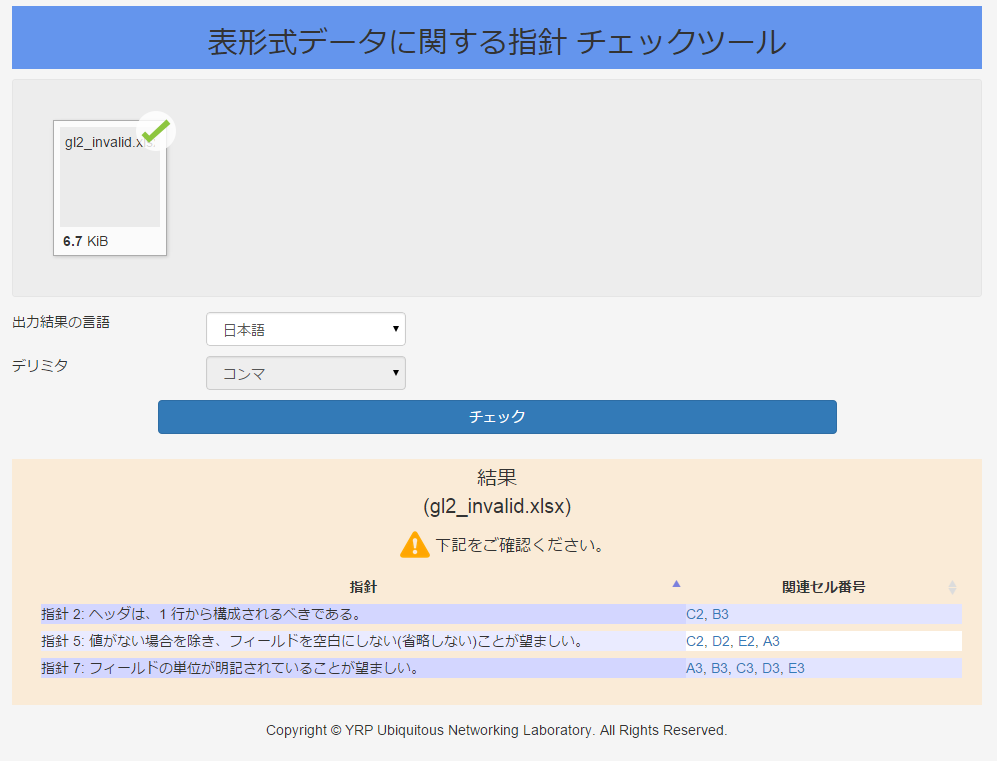 表形式データに関する指針 チェックツール
gl2_invalid.xlsx
6.7 KiB
出力結果の言語
日本語
デリミタ
コンマ
チェック
結果
(gl2_invalid.xlsx)
下記をご確認ください。
指針 関連セル番号
指針 2: ヘッダは、1 行から構成されるべきである。 C2, B3
指針 5: 値がない場合を除き、フィールドを空白にしない(省略しない)ことが望ましい。 C2, D2, E2, A3
指針 7: フィールドの単位が明記されていることが望ましい。 A3, B3, C3, D3, E3
Copyright © YRP Ubiquitous Networking Laboratory. All Rights Reserved.